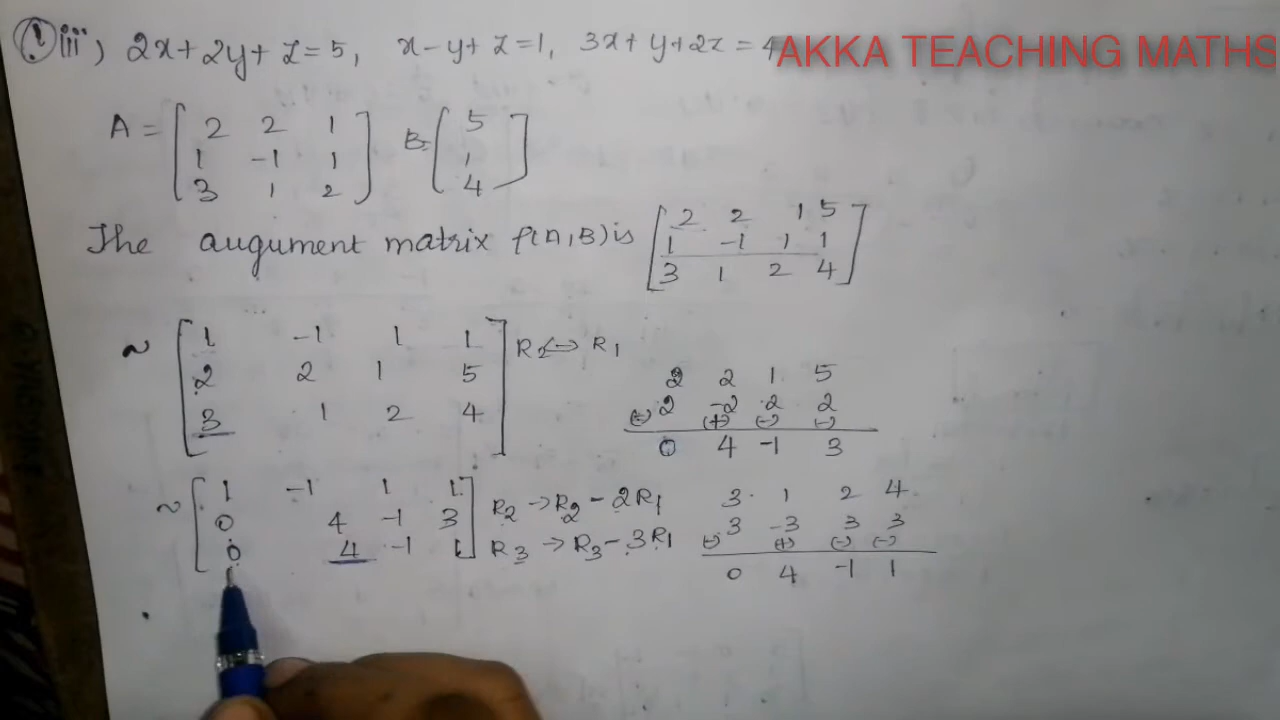 ① iii) 2x+2y+z=5, x-y+z=1, 3x+y+2z=4
AKKA TEACHING MATHS
A = [ 2 2 1 ] B= [ 5 ]
1 -1 1 1
3 1 2 4
The augument matrix ρ(A,B) is [ 2 2 1 5 ]
1 -1 1 1
3 1 2 4
~ [ 1 -1 1 1 ] R2 ↔ R1
2 2 1 5
3 1 2 4
2 2 1 5
(-) 2 (+) -2 (-) 2 (-) 2
0 4 -1 3
~ [ 1 -1 1 1 ]
0 4 -1 3 R2 → R2 - 2R1
0 4 -1 1 R3 → R3 - 3R1
3 1 2 4
(-) 3 (+) -3 (-) 3 (-) 3
0 4 -1 1